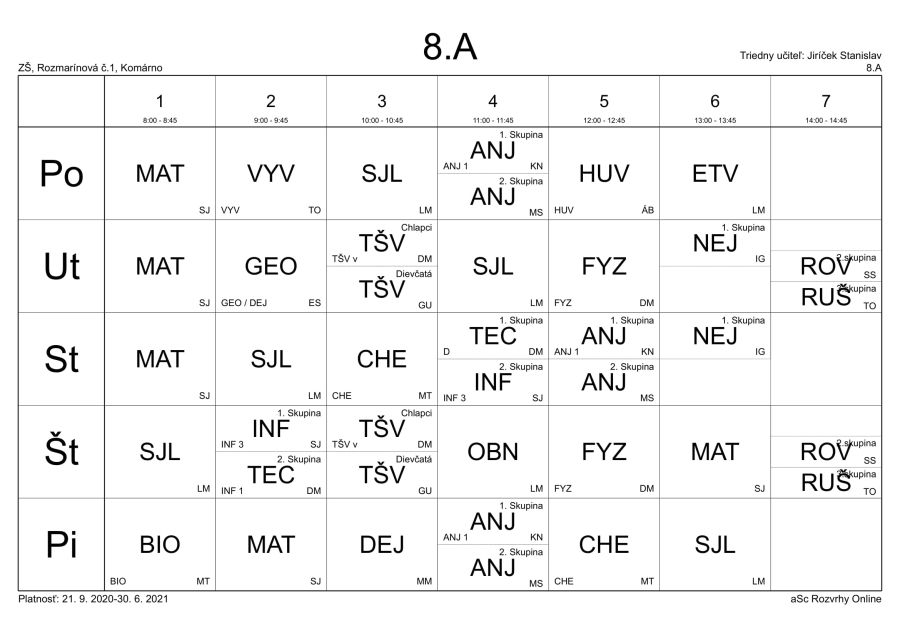 8.A
ZŠ, Rozmarínová č.1, Komárno
Triedny učiteľ: Jiríček Stanislav
8.A
1 2 3 4 5 6 7
8:00 - 8:45 9:00 - 9:45 10:00 - 10:45 11:00 - 11:45 12:00 - 12:45 13:00 - 13:45 14:00 - 14:45
Po
MAT
SJ
VYV
VYV TO
SJL
LM
1. Skupina
ANJ
ANJ 1 KN
2. Skupina
ANJ
MS
HUV
HUV ÁB
ETV
LM
Ut
MAT
SJ
GEO
GEO / DEJ ES
Chlapci
TŠV
TŠV v DM
Dievčatá
TŠV
GU
SJL
LM
FYZ
FYZ DM
1. Skupina
NEJ
IG
2.skupina
ROV
SS
skupina
RUŠ
TO
St
MAT
SJ
SJL
LM
CHE
CHE MT
1. Skupina
TEC
D DM
2. Skupina
INF
INF 3 SJ
1. Skupina
ANJ
ANJ 1 KN
2. Skupina
ANJ
MS
1. Skupina
NEJ
IG
Št
SJL
LM
1. Skupina
INF
INF 3 SJ
2. Skupina
TEC
INF 1 DM
Chlapci
TŠV
TŠV v DM
Dievčatá
TŠV
GU
OBN
LM
FYZ
FYZ DM
MAT
SJ
2.skupina
ROV
SS
skupina
RUŠ
TO
Pi
BIO
BIO MT
MAT
SJ
DEJ
MM
1. Skupina
ANJ
ANJ 1 KN
2. Skupina
ANJ
MS
CHE
CHE MT
SJL
LM
Platnosť: 21. 9. 2020-30. 6. 2021
aSc Rozvrhy Online